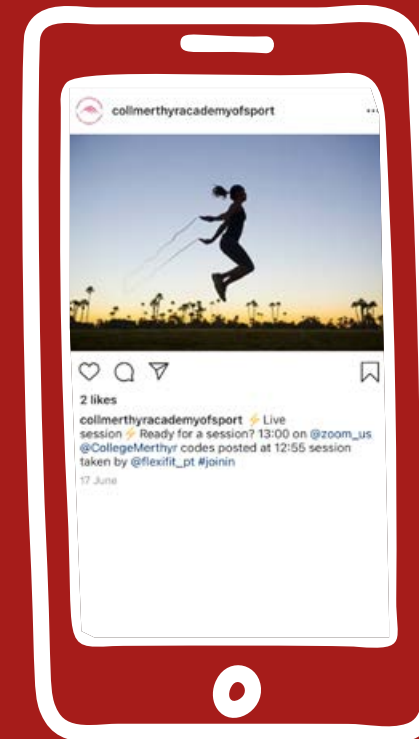 collmerthyracademyofsport
2 likes
collmerthyracademyofsport ⚡ Live
session ⚡ Ready for a session? 13:00 on @zoom_us
@CollegeMerthyr codes posted at 12:55 session
taken by @flexifit_pt #joinin
17 June